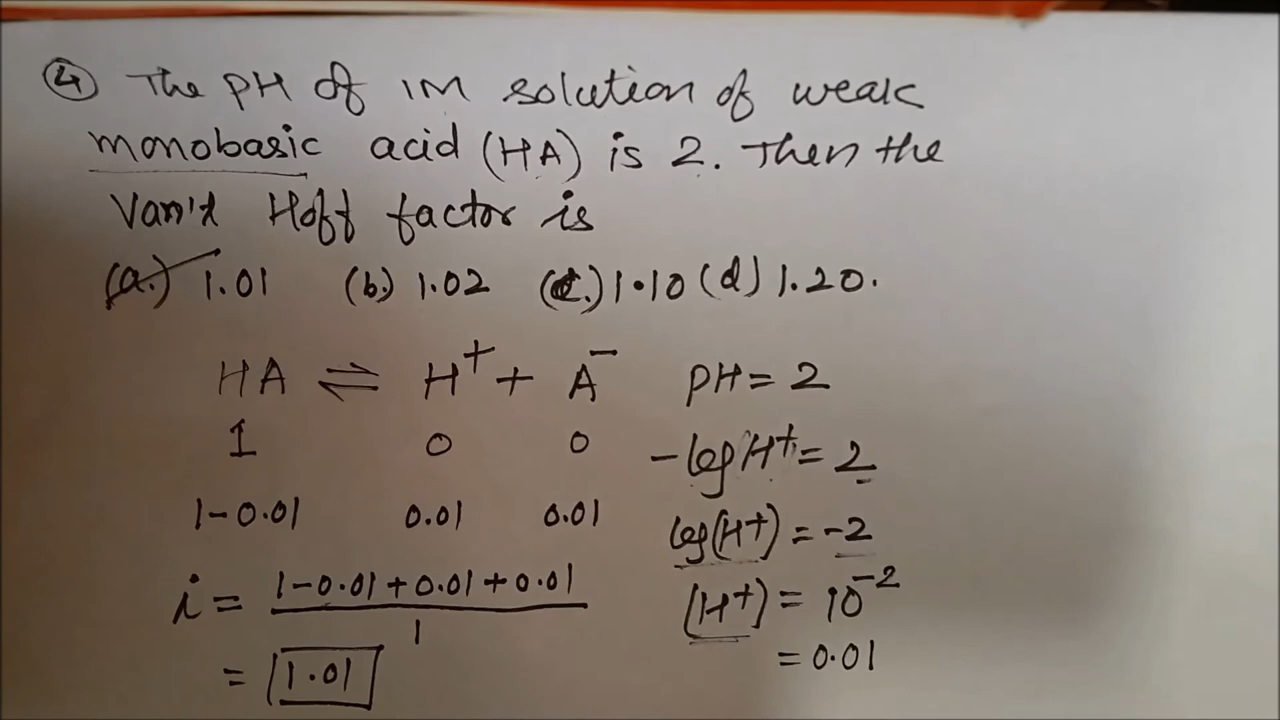 ④ The PH of 1M solution of weak
monobasic acid (HA) is 2. Then the
Van't Hoff factor is
(a.) 1.01 (b.) 1.02 (c.) 1.10 (d) 1.20.
HA ⇌ H⁺ + A⁻ PH = 2
1 0 0 -log H⁺ = 2
1-0.01 0.01 0.01 log(H⁺) = -2
i = 1-0.01+0.01+0.01 / 1 (H⁺) = 10⁻²
= 1.01 = 0.01